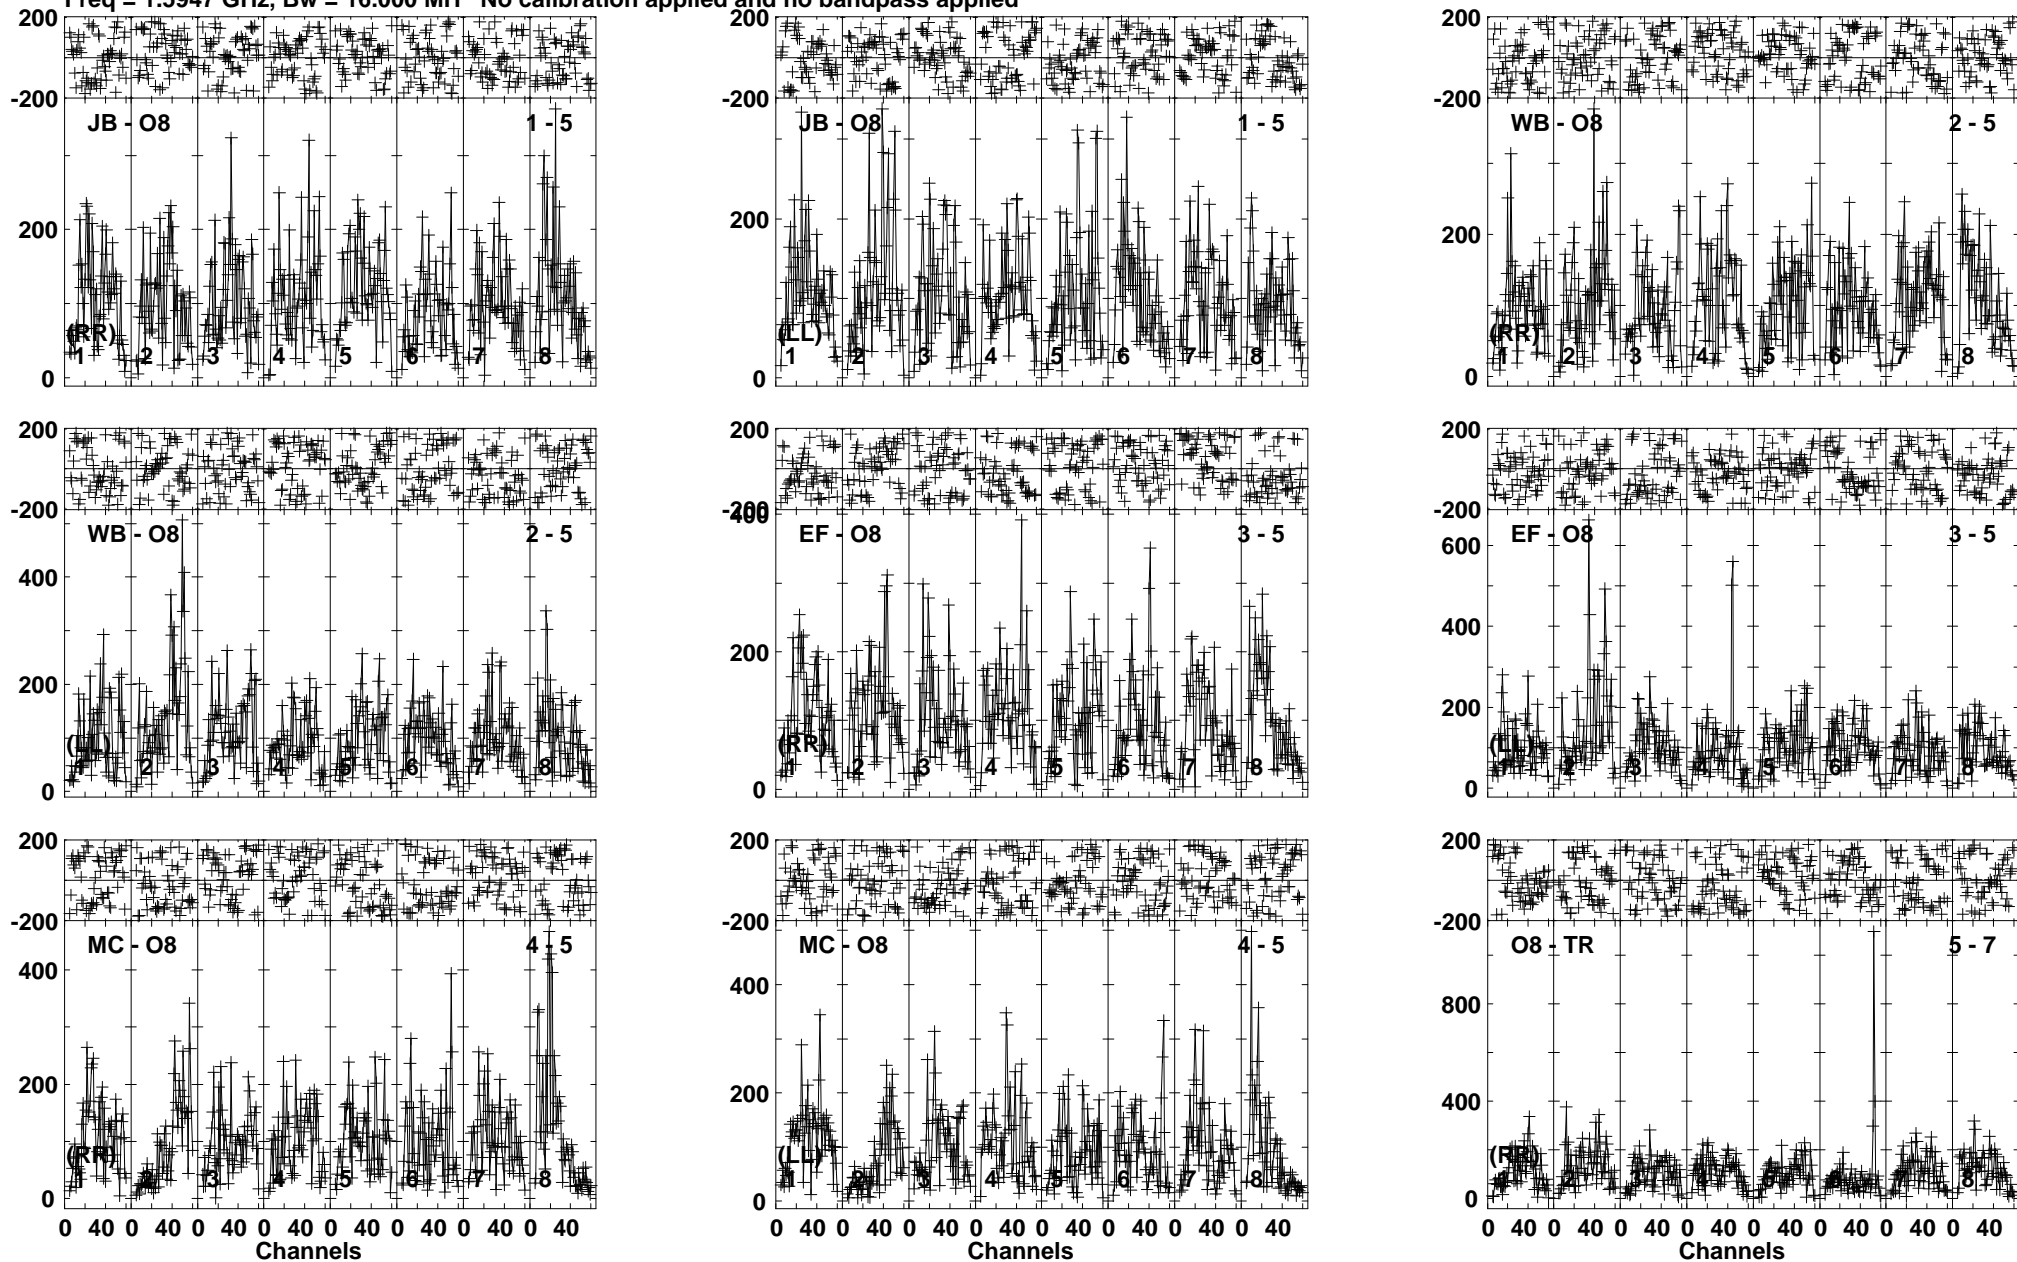 Freq = 1.5947 GHz, Bw = 16.000 MH No calibration applied and no bandpass applied
200 200 200
-200 -200 -200
JB - O8 1 - 5 JB - O8 1 - 5 WB - O8 2 - 5
200 200 200
(RR) (LL) (RR)
1 2 3 4 5 6 7 8 1 2 3 4 5 6 7 8 1 2 3 4 5 6 7 8
0 0 0
200 200 200
-200 -200 -200
400
WB - O8 2 - 5 EF - O8 3 - 5 EF - O8 3 - 5
600
400 400
200 200 200
(LL) (RR) (LL)
1 2 3 4 5 6 7 8 1 2 3 4 5 6 7 8 1 2 3 4 5 6 7 8
0 0 0
200 200 200
-200 -200 -200
MC - O8 4 - 5 MC - O8 4 - 5 O8 - TR 5 - 7
400 400 800
200 200 400
(RR) (LL) (RR)
1 2 3 4 5 6 7 8 1 2 3 4 5 6 7 8 1 2 3 4 5 6 7 8
0 0 0
0 40 0 40 0 40 0 40 0 40 0 40 0 40 0 40 0 40 0 40 0 40 0 40 0 40 0 40 0 40 0 40 0 40 0 40 0 40 0 40 0 40 0 40 0 40 0 40
Channels Channels Channels